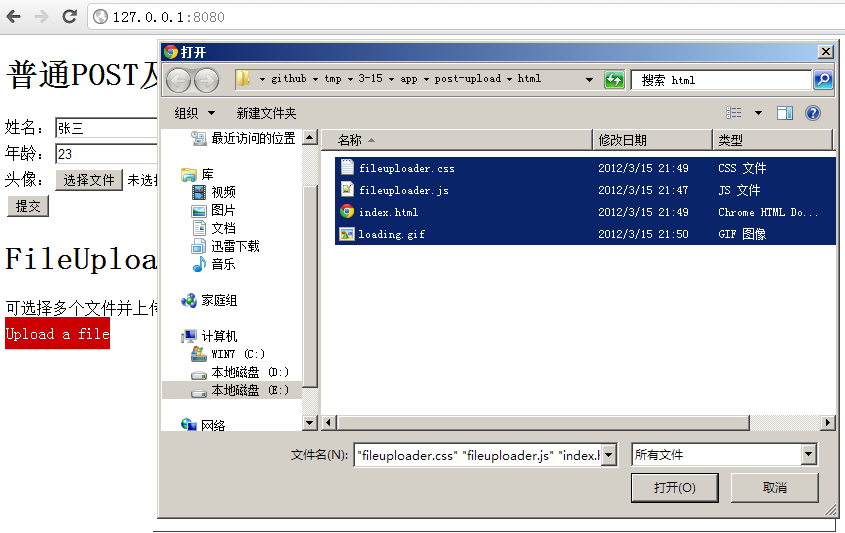 127.0.0.1:8080
普通POST及
姓名： 张三
年龄： 23
头像： 选择文件 未选
提交
FileUploa
可选择多个文件并上传
Upload a file
打开
github tmp 3-15 app post-upload html
搜索 html
组织 新建文件夹
最近访问的位置
库
视频
图片
文档
迅雷下载
音乐
家庭组
计算机
WIN7 (C:)
本地磁盘 (D:)
本地磁盘 (E:)
网络
名称 修改日期 类型
fileuploader.css 2012/3/15 21:49 CSS 文件
fileuploader.js 2012/3/15 21:47 JS 文件
index.html 2012/3/15 21:49 Chrome HTML Do...
loading.gif 2012/3/15 21:50 GIF 图像
文件名(N): "fileuploader.css" "fileuploader.js" "index.h 所有文件
打开(O) 取消